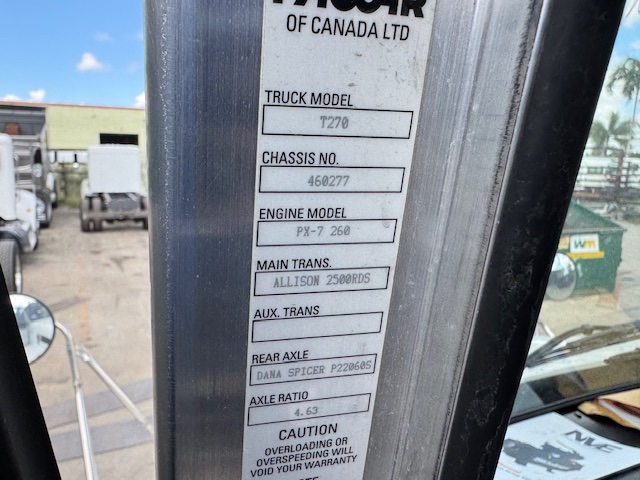 PACCAR
OF CANADA LTD
TRUCK MODEL
T270
CHASSIS NO.
460277
ENGINE MODEL
PX-7 260
MAIN TRANS.
ALLISON 2500RDS
AUX. TRANS
REAR AXLE
DANA SPICER P22060S
AXLE RATIO
4.63
CAUTION
OVERLOADING OR
OVERSPEEDING WILL
VOID YOUR WARRANTY
WM